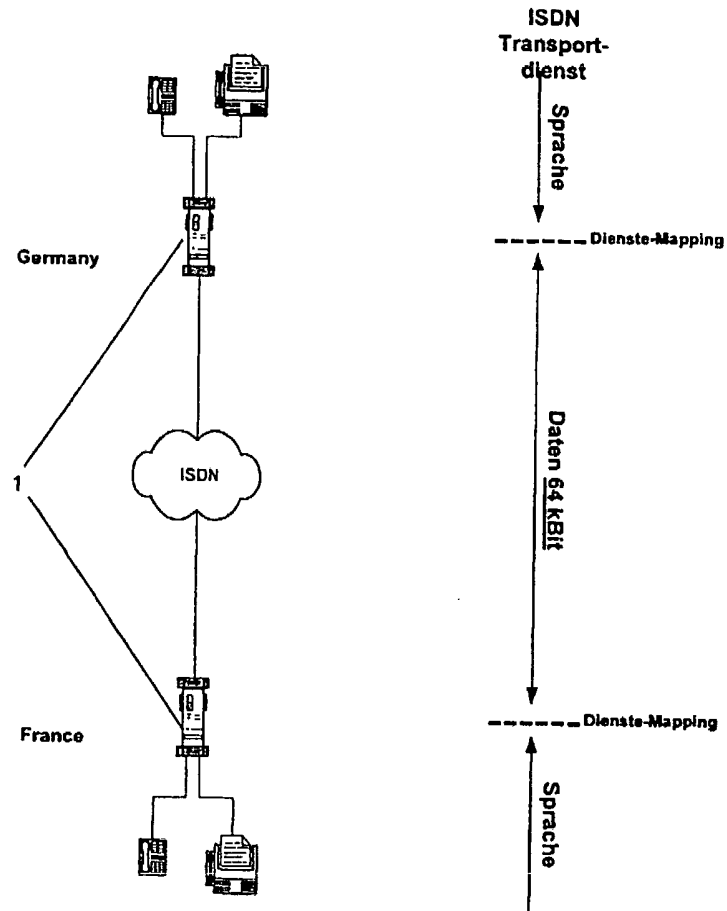 ISDN
Transport-
dienst
Sprache
Germany
Dienste-Mapping
1
ISDN
Daten 64 kBit
France
Dienste-Mapping
Sprache